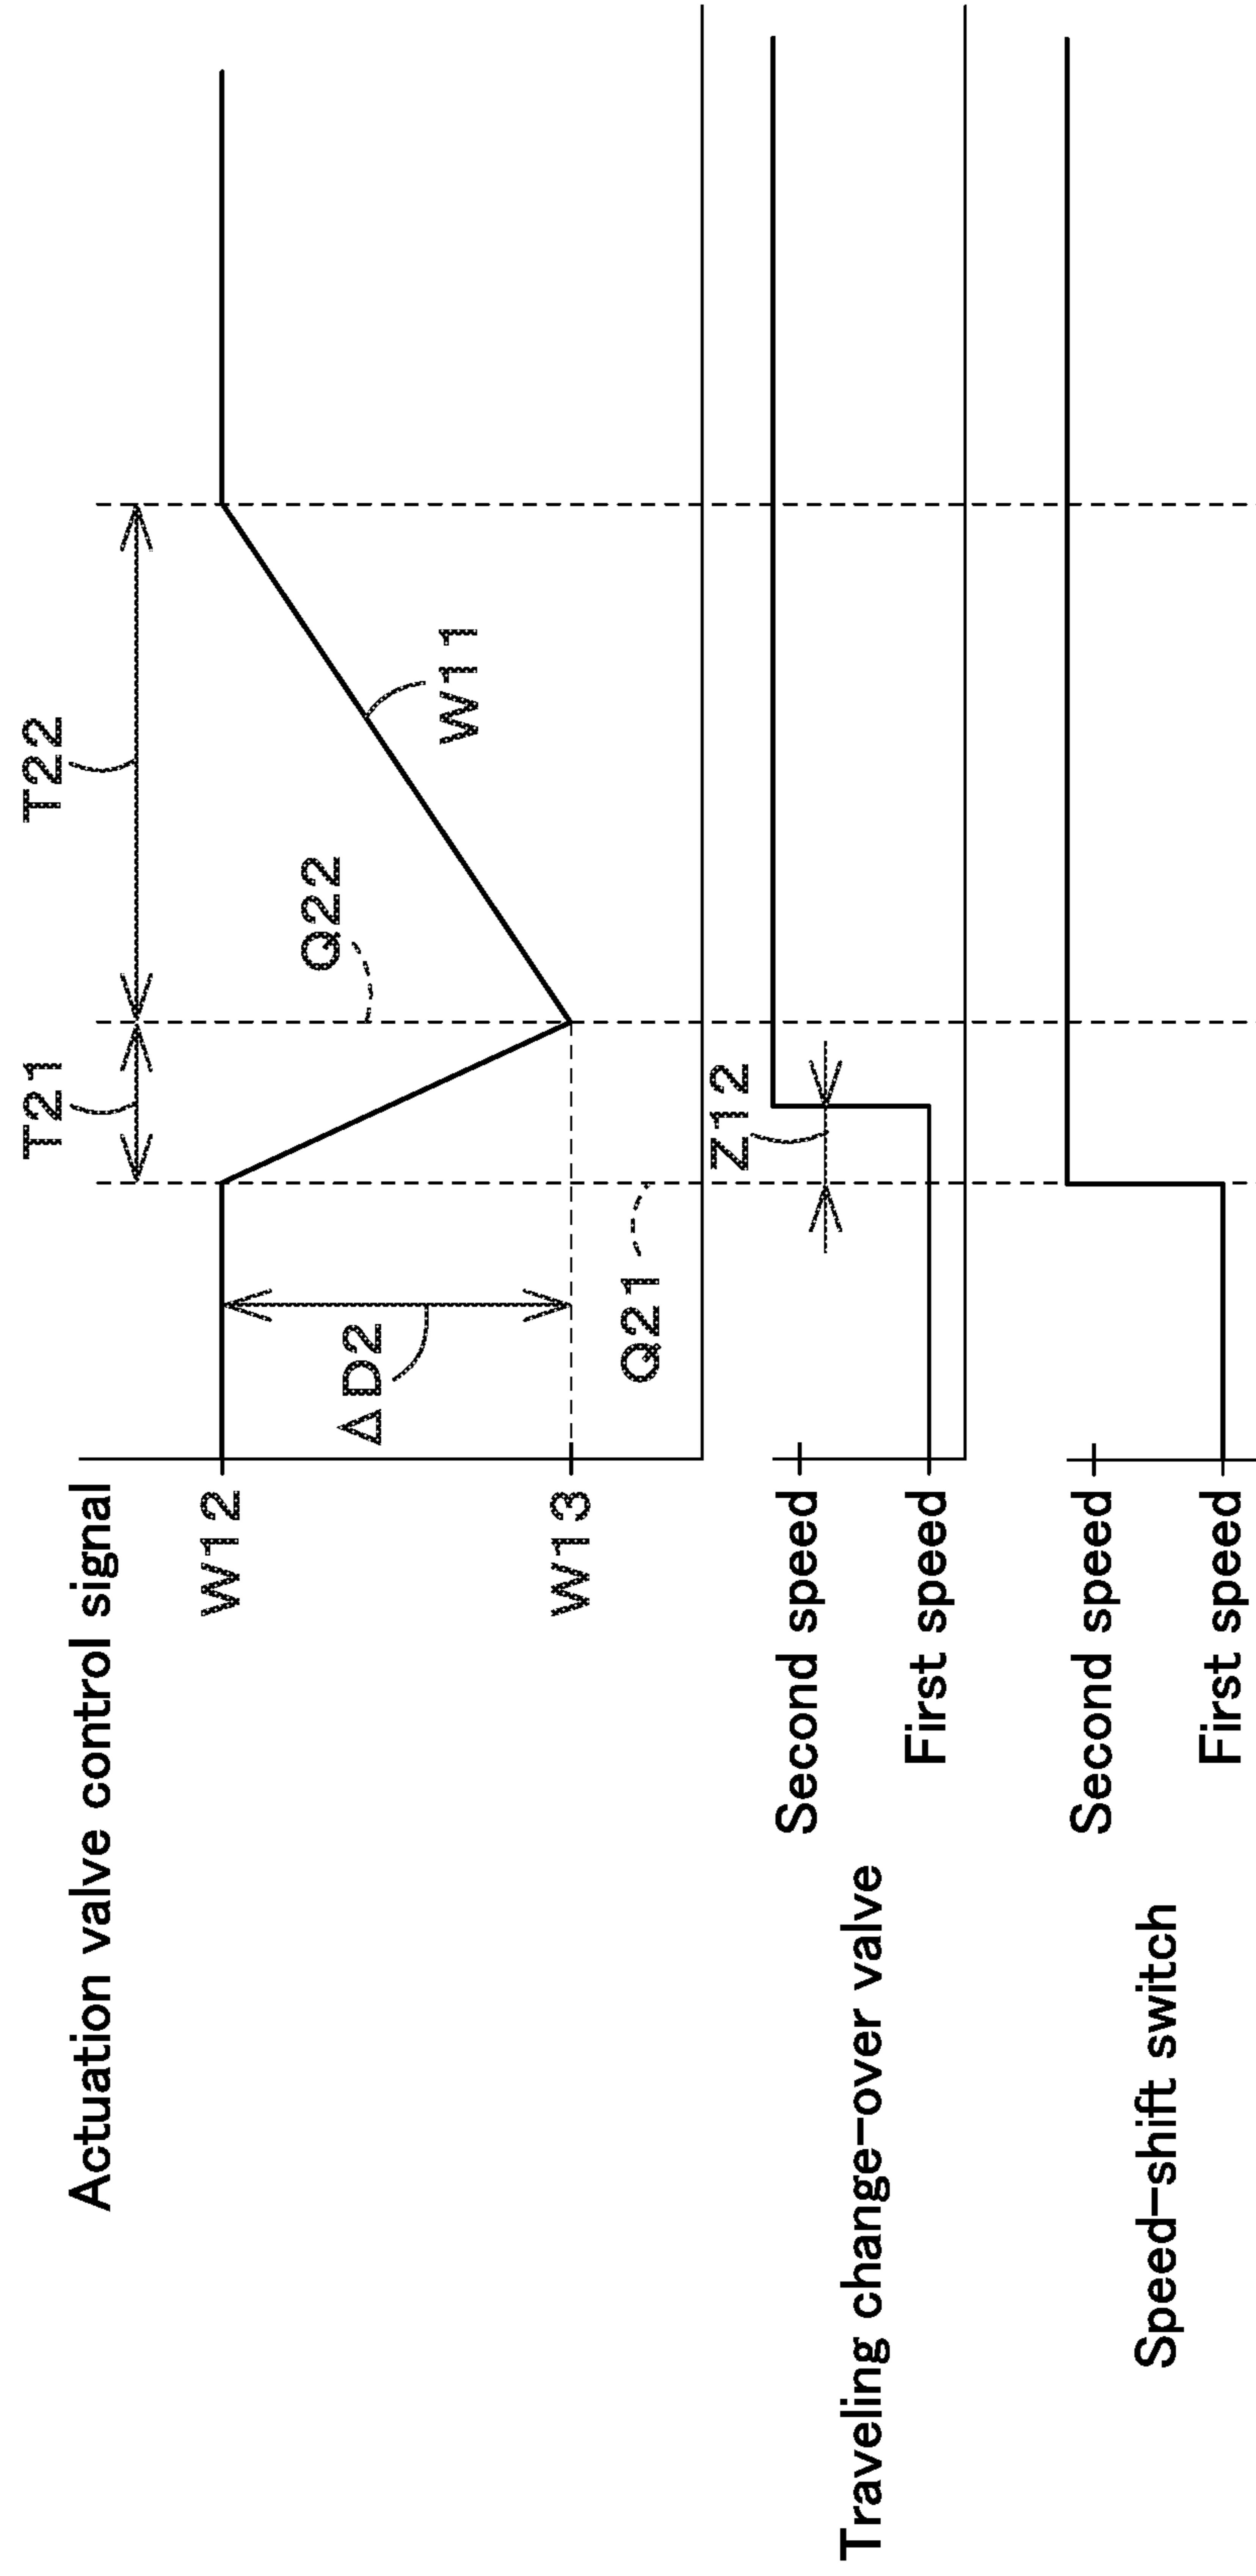 Actuation valve control signal
T21
T22
W12
ΔD2
Q22
W11
W13
Q21
Z12
Traveling change-over valve
Second speed
First speed
Speed-shift switch
Second speed
First speed